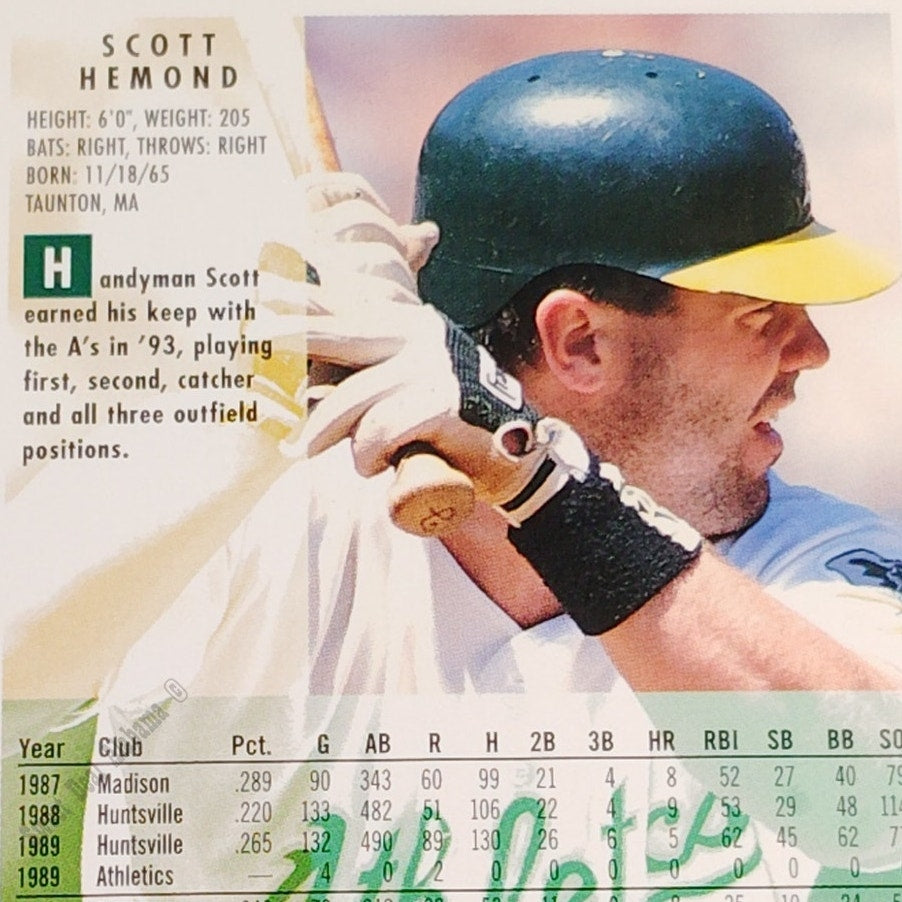 SCOTT
HEMOND
HEIGHT: 6'0", WEIGHT: 205
BATS: RIGHT, THROWS: RIGHT
BORN: 11/18/65
TAUNTON, MA
Handyman Scott
earned his keep with
the A's in '93, playing
first, second, catcher
and all three outfield
positions.
Year Club Pct. G AB R H 2B 3B HR RBI SB BB SO
1987 Madison .289 90 343 60 99 21 4 8 52 27 40 79
1988 Huntsville .220 133 482 51 106 22 4 9 53 29 48 114
1989 Huntsville .265 132 490 89 130 26 6 5 62 45 62
1989 Athletics — 4 0 2 0 0 0 0 0 0 0